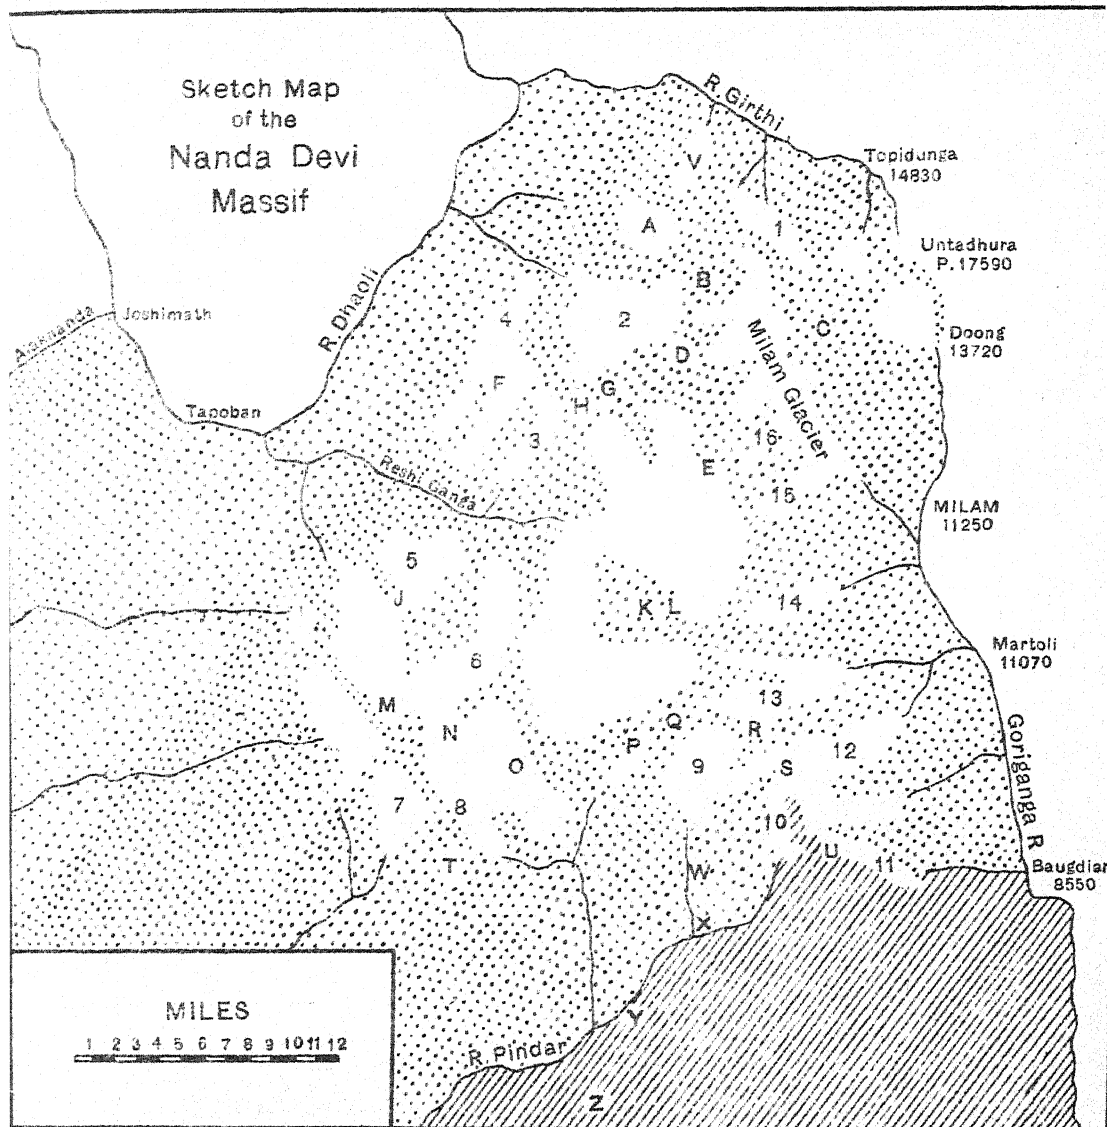 Sketch Map
of the
Nanda Devi
Massif
R. Girthi
Topidunga
14830
V
A
1
Untadhura
P. 17590
B
R. Dhaoli
Joshimath
4
2
C
Doong
13720
D
Milam Glacier
F
G
H
Tapoban
3
16
E
Reshi Ganga
15
MILAM
11250
5
J
K L
14
6
Martoli
11070
M
N
13
Q
R
P
12
O
9
S
Goriganga R
7
8
10
U
T
W
11
Baugdiar
8550
X
Y
R. Pindar
Z
MILES
1 2 3 4 5 6 7 8 9 10 11 12